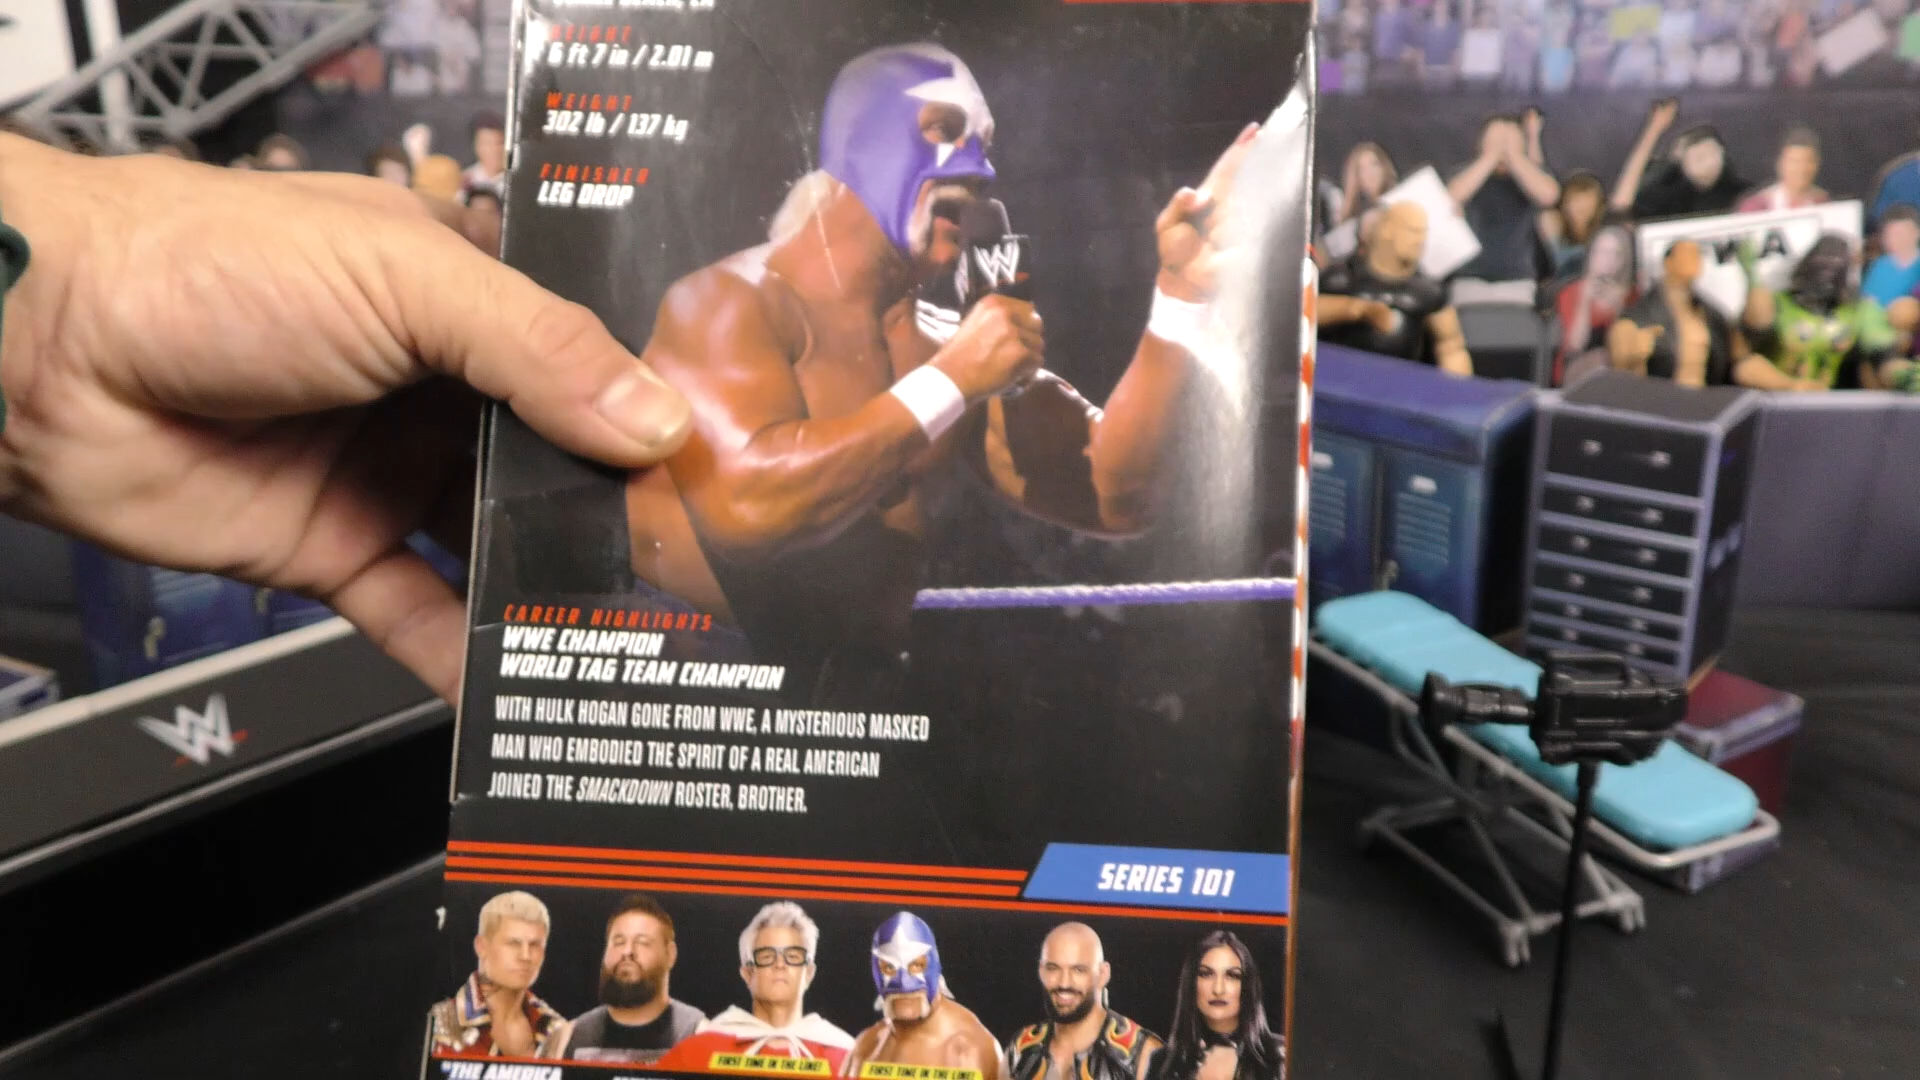 HEIGHT
6 ft 7 in / 2.01 m
WEIGHT
302 lb / 137 kg
FINISHER
LEG DROP
CAREER HIGHLIGHTS
WWE CHAMPION
WORLD TAG TEAM CHAMPION
WITH HULK HOGAN GONE FROM WWE, A MYSTERIOUS MASKED
MAN WHO EMBODIED THE SPIRIT OF A REAL AMERICAN
JOINED THE SMACKDOWN ROSTER, BROTHER.
SERIES 101
FIRST TIME IN THE LINE!
FIRST TIME IN THE LINE!
"THE AMERICA